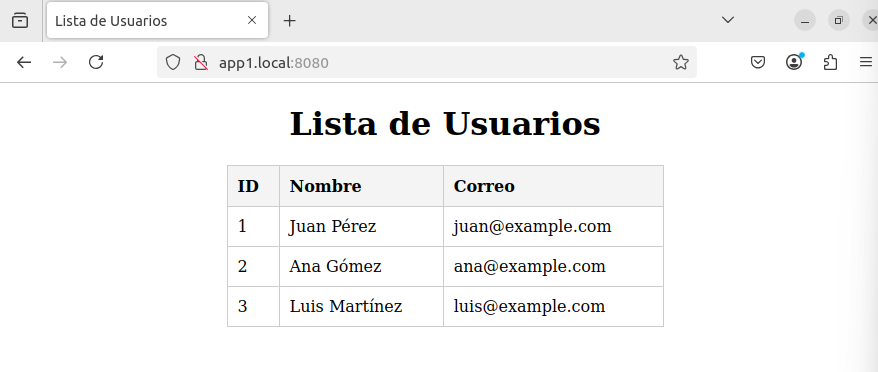 Lista de Usuarios
app1.local:8080
Lista de Usuarios
ID Nombre Correo
1 Juan Pérez juan@example.com
2 Ana Gómez ana@example.com
3 Luis Martínez luis@example.com